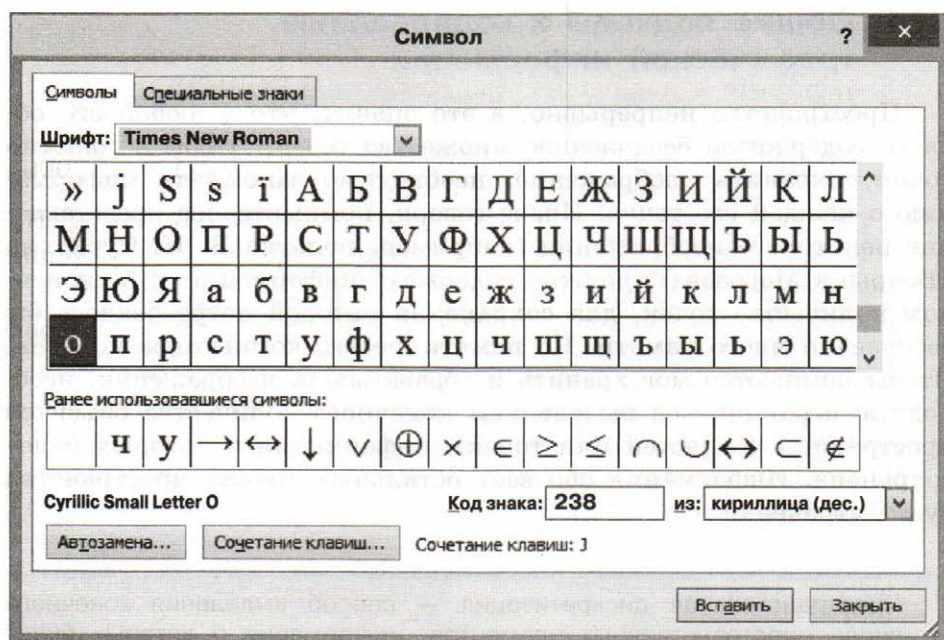 Символ ? ×
Символы Специальные знаки
Шрифт: Times New Roman
» Ј Ѕ ѕ ї А Б В Г Д Е Ж З И Й К Л
М Н О П Р С Т У Ф Х Ц Ч Ш Щ Ъ Ы Ь
Э Ю Я а б в г д е ж з и й к л м н
о п р с т у ф х ц ч ш щ ъ ы ь э ю
Ранее использовавшиеся символы:
ч у → ↔ | ↓ ∨ ⊕ ¬ ∈ ≥ ≤ · ↓ ↔ | ∉
Cyrillic Small Letter O Код знака: 238 из: кириллица (дес.)
Автозамена... Сочетание клавиш... Сочетание клавиш: J
Вставить Закрыть